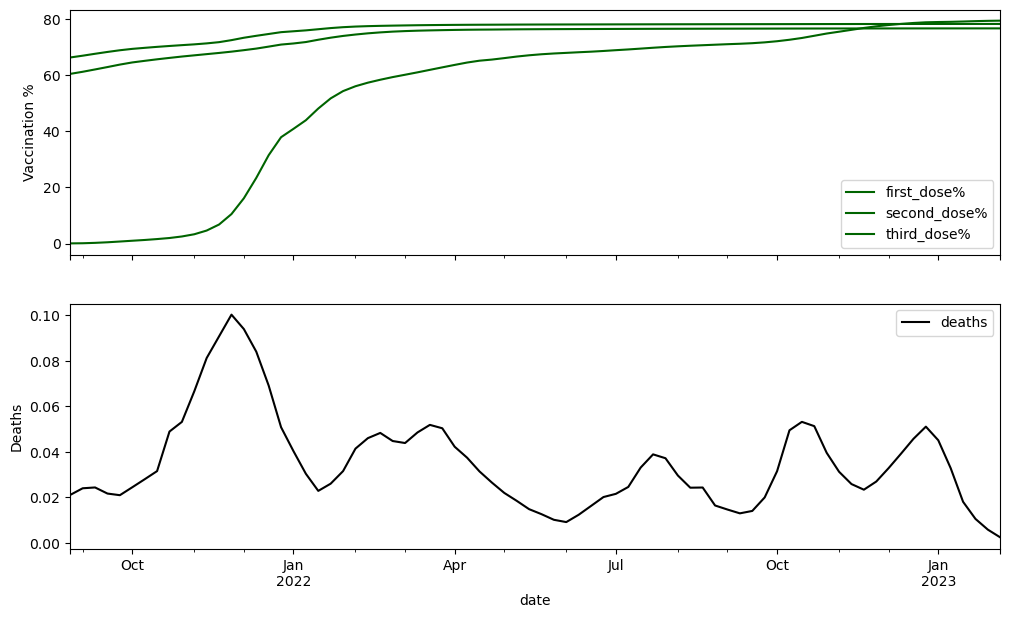 80
60
40
20
0
Vaccination %
first_dose%
second_dose%
third_dose%
0.10
0.08
0.06
0.04
0.02
0.00
Deaths
deaths
Oct
Jan
2022
Apr
Jul
Oct
Jan
2023
date